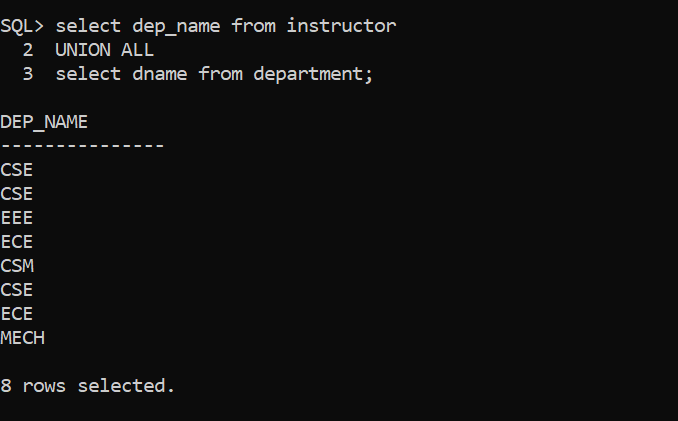 SQL> select dep_name from instructor
  2  UNION ALL
  3  select dname from department;

DEP_NAME
---------------
CSE
CSE
EEE
ECE
CSM
CSE
ECE
MECH

8 rows selected.